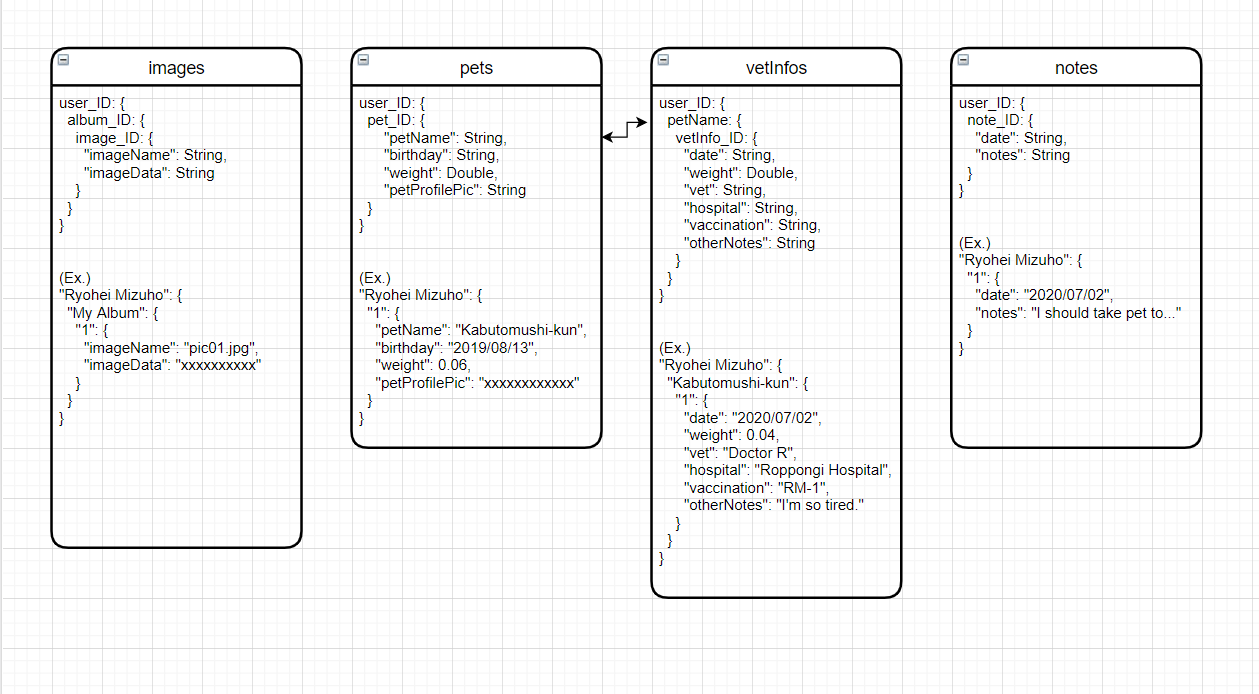 images
user_ID: {
album_ID: {
image_ID: {
"imageName": String,
"imageData": String
}
}
}
(Ex.)
"Ryohei Mizuho": {
"My Album": {
"1": {
"imageName": "pic01.jpg",
"imageData": "xxxxxxxxxx"
}
}
}
pets
user_ID: {
pet_ID: {
"petName": String,
"birthday": String,
"weight": Double,
"petProfilePic": String
}
}
(Ex.)
"Ryohei Mizuho": {
"1": {
"petName": "Kabutomushi-kun",
"birthday": "2019/08/13",
"weight": 0.06,
"petProfilePic": "xxxxxxxxxxxx"
}
}
vetInfos
user_ID: {
petName: {
vetInfo_ID: {
"date": String,
"weight": Double,
"vet": String,
"hospital": String,
"vaccination": String,
"otherNotes": String
}
}
}
(Ex.)
"Ryohei Mizuho": {
"Kabutomushi-kun": {
"1": {
"date": "2020/07/02",
"weight": 0.04,
"vet": "Doctor R",
"hospital": "Roppongi Hospital",
"vaccination": "RM-1",
"otherNotes": "I'm so tired."
}
}
}
notes
user_ID: {
note_ID: {
"date": String,
"notes": String
}
}
(Ex.)
"Ryohei Mizuho": {
"1": {
"date": "2020/07/02",
"notes": "I should take pet to..."
}
}